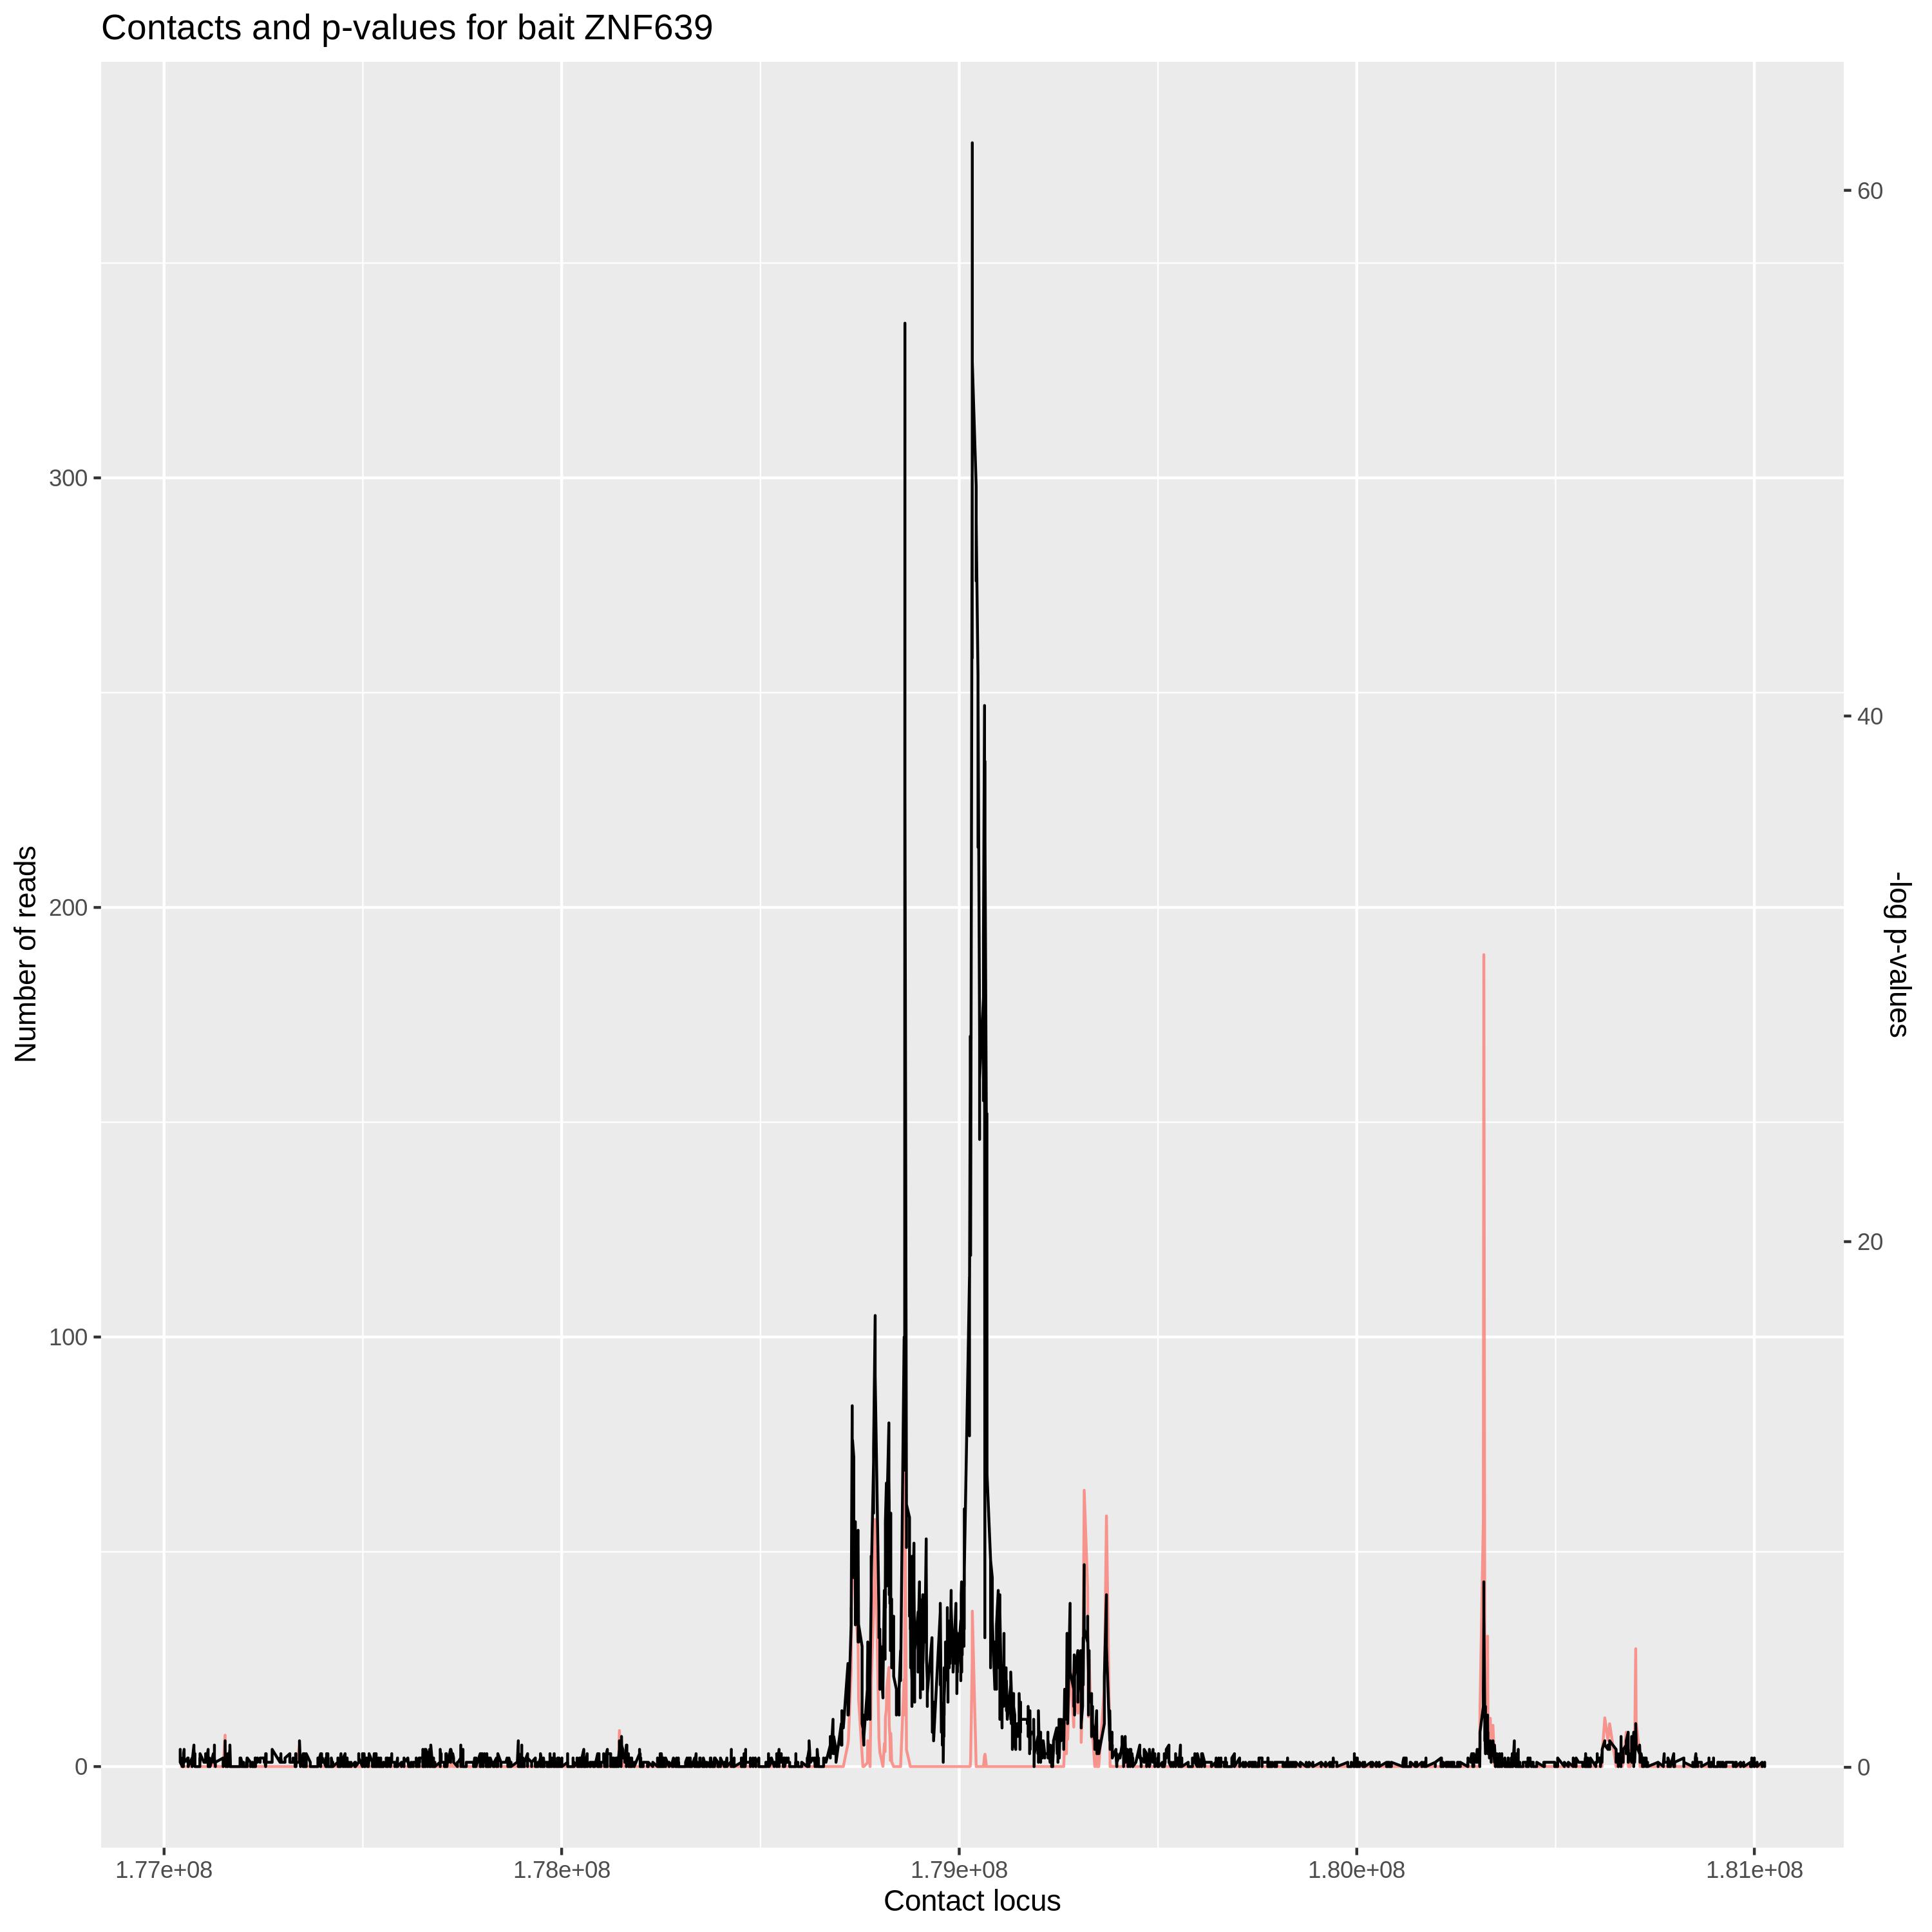 Contacts and p-values for bait ZNF639
Number of reads
300
200
100
0
60
40
20
0
-log p-values
1.77e+08
1.78e+08
1.79e+08
1.80e+08
1.81e+08
Contact locus